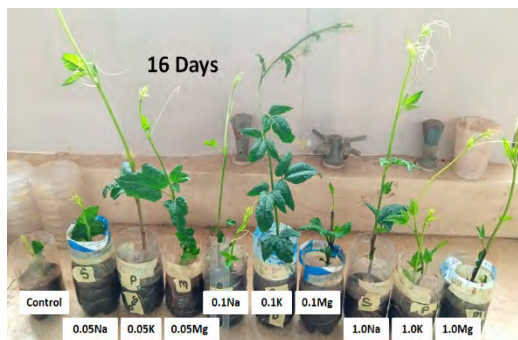 16 Days
Control
0.05Na
0.05K
0.05Mg
0.1Na
0.1K
0.1Mg
1.0Na
1.0K
1.0Mg
S
P
m
S
P
m